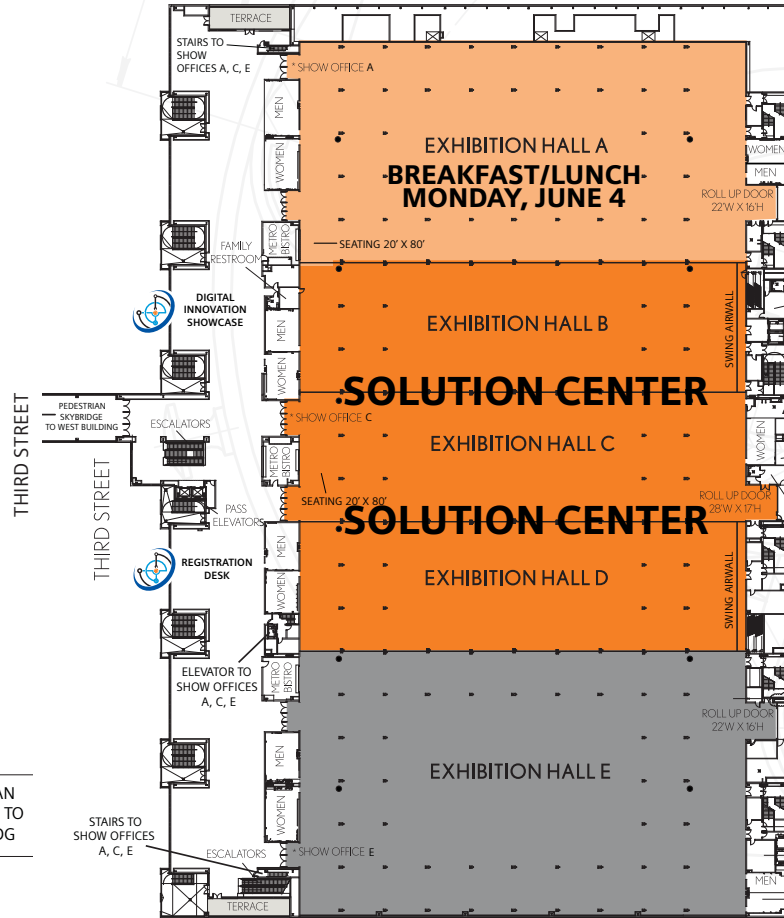 TERRACE
STAIRS TO
SHOW
OFFICES A, C, E
* SHOW OFFICE A
MEN
WOMEN
EXHIBITION HALL A
BREAKFAST/LUNCH
MONDAY, JUNE 4
WOMEN
MEN
ROLL UP DOOR
22'W X 16'H
METRO
BISTRO
SEATING 20' X 80'
FAMILY
RESTROOM
DIGITAL
INNOVATION
SHOWCASE
MEN
WOMEN
EXHIBITION HALL B
SWING AIRWALL
SOLUTION CENTER
THIRD STREET
PEDESTRIAN
SKYBRIDGE
TO WEST BUILDING
ESCALATORS
* SHOW OFFICE C
METRO
BISTRO
EXHIBITION HALL C
WOMEN
THIRD STREET
SEATING 20' X 80'
ROLL UP DOOR
28'W X 17'H
PASS
ELEVATORS
SOLUTION CENTER
REGISTRATION
DESK
MEN
WOMEN
EXHIBITION HALL D
SWING AIRWALL
ELEVATOR TO
SHOW OFFICES
A, C, E
METRO
BISTRO
ROLL UP DOOR
22'W X 16'H
MEN
WOMEN
EXHIBITION HALL E
AN
TO
DG
STAIRS TO
SHOW OFFICES
A, C, E
ESCALATORS
* SHOW OFFICE E
MEN
TERRACE